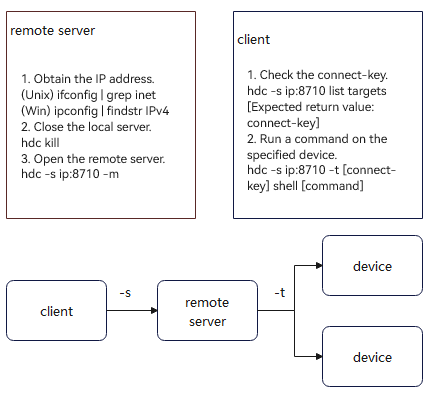 remote server
1. Obtain the IP address.
(Unix) ifconfig | grep inet
(Win) ipconfig | findstr IPv4
2. Close the local server.
hdc kill
3. Open the remote server.
hdc -s ip:8710 -m
client
1. Check the connect-key.
hdc -s ip:8710 list targets
[Expected return value:
connect-key]
2. Run a command on the
specified device.
hdc -s ip:8710 -t [connect-
key] shell [command]
client
-s
remote
server
-t
device
device